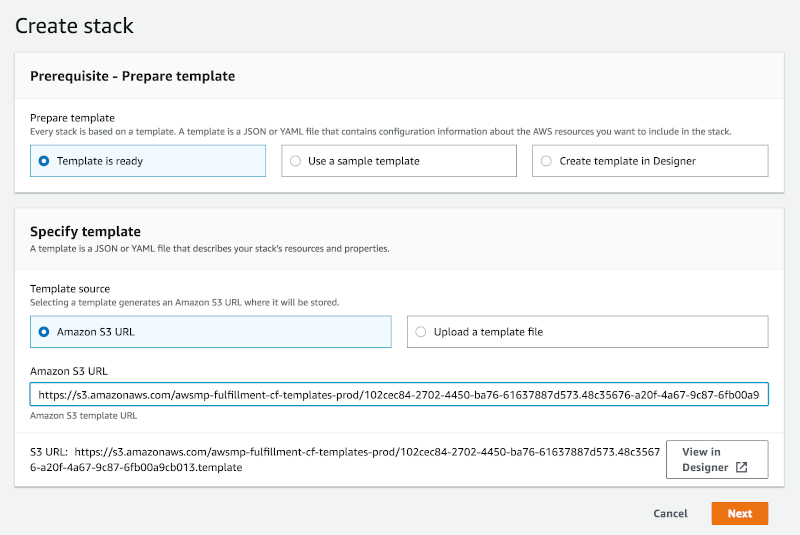 Create stack
Prerequisite - Prepare template
Prepare template
Every stack is based on a template. A template is a JSON or YAML file that contains configuration information about the AWS resources you want to include in the stack.
Template is ready
Use a sample template
Create template in Designer
Specify template
A template is a JSON or YAML file that describes your stack's resources and properties.
Template source
Selecting a template generates an Amazon S3 URL where it will be stored.
Amazon S3 URL
Upload a template file
Amazon S3 URL
https://s3.amazonaws.com/awsmp-fulfillment-cf-templates-prod/102cec84-2702-4450-ba76-61637887d573.48c35676-a20f-4a67-9c87-6fb00a9
Amazon S3 template URL
S3 URL: https://s3.amazonaws.com/awsmp-fulfillment-cf-templates-prod/102cec84-2702-4450-ba76-61637887d573.48c3567
6-a20f-4a67-9c87-6fb00a9cb013.template
View in
Designer
Cancel
Next